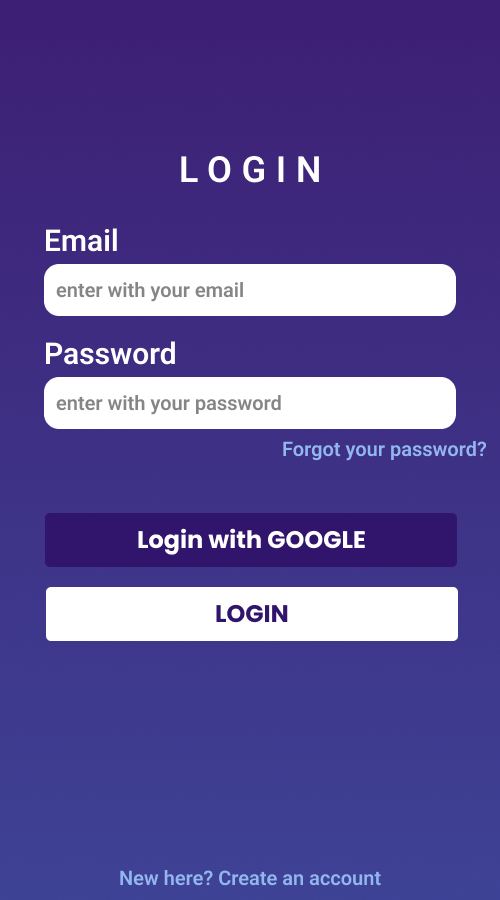 LOGIN
Email
enter with your email
Password
enter with your password
Forgot your password?
Login with GOOGLE
LOGIN
New here? Create an account